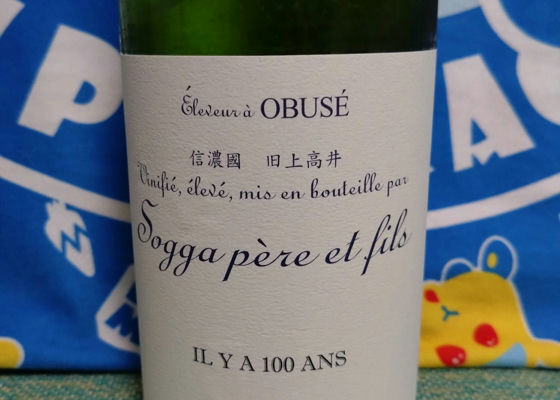 Éleveur à OBUSÉ
信濃國 旧上高井
Vinifié, élevé, mis en bouteille par
Sogga père et fils
IL Y A 100 ANS